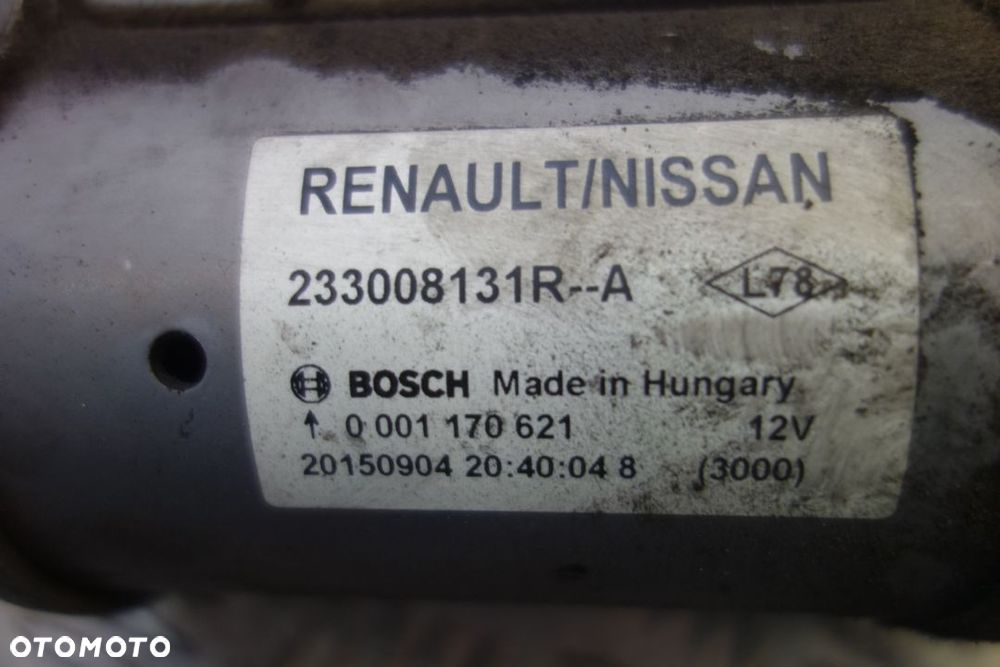 RENAULT/NISSAN
233008131R--A L78
BOSCH Made in Hungary
↑ 0 001 170 621 12V
20150904 20:40:04 8 (3000)
OTOMOTO